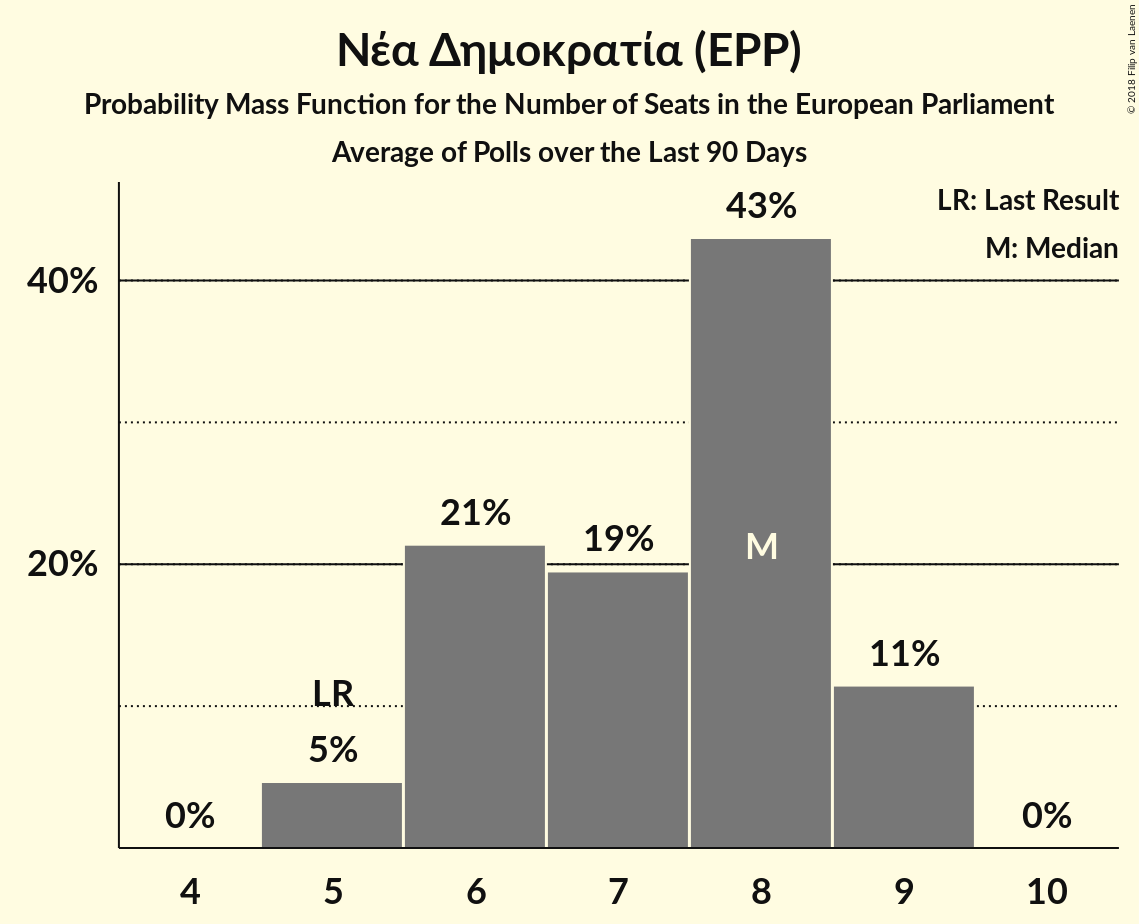 Νέα Δημοκρατία (EPP)
Probability Mass Function for the Number of Seats in the European Parliament
Average of Polls over the Last 90 Days
© 2018 Filip van Laenen
LR: Last Result
M: Median
43%
40%
21%
19%
M
20%
11%
LR
5%
0%
0%
4 5 6 7 8 9 10